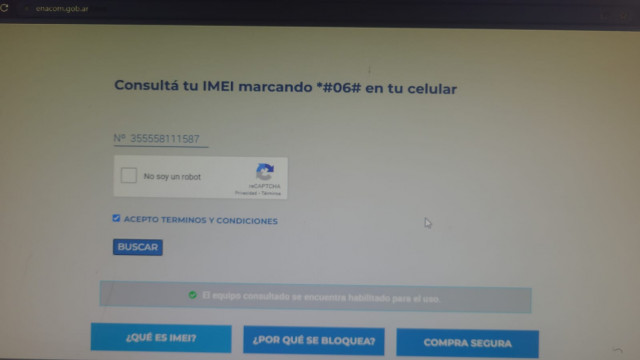 enacom.gob.ar
Consultá tu IMEI marcando *#06# en tu celular
Nº 355558111587
No soy un robot
reCAPTCHA
Privacidad - Términos
ACEPTO TERMINOS Y CONDICIONES
BUSCAR
El equipo consultado se encuentra habilitado para el uso
¿QUÉ ES IMEI?
¿POR QUÉ SE BLOQUEA?
COMPRA SEGURA